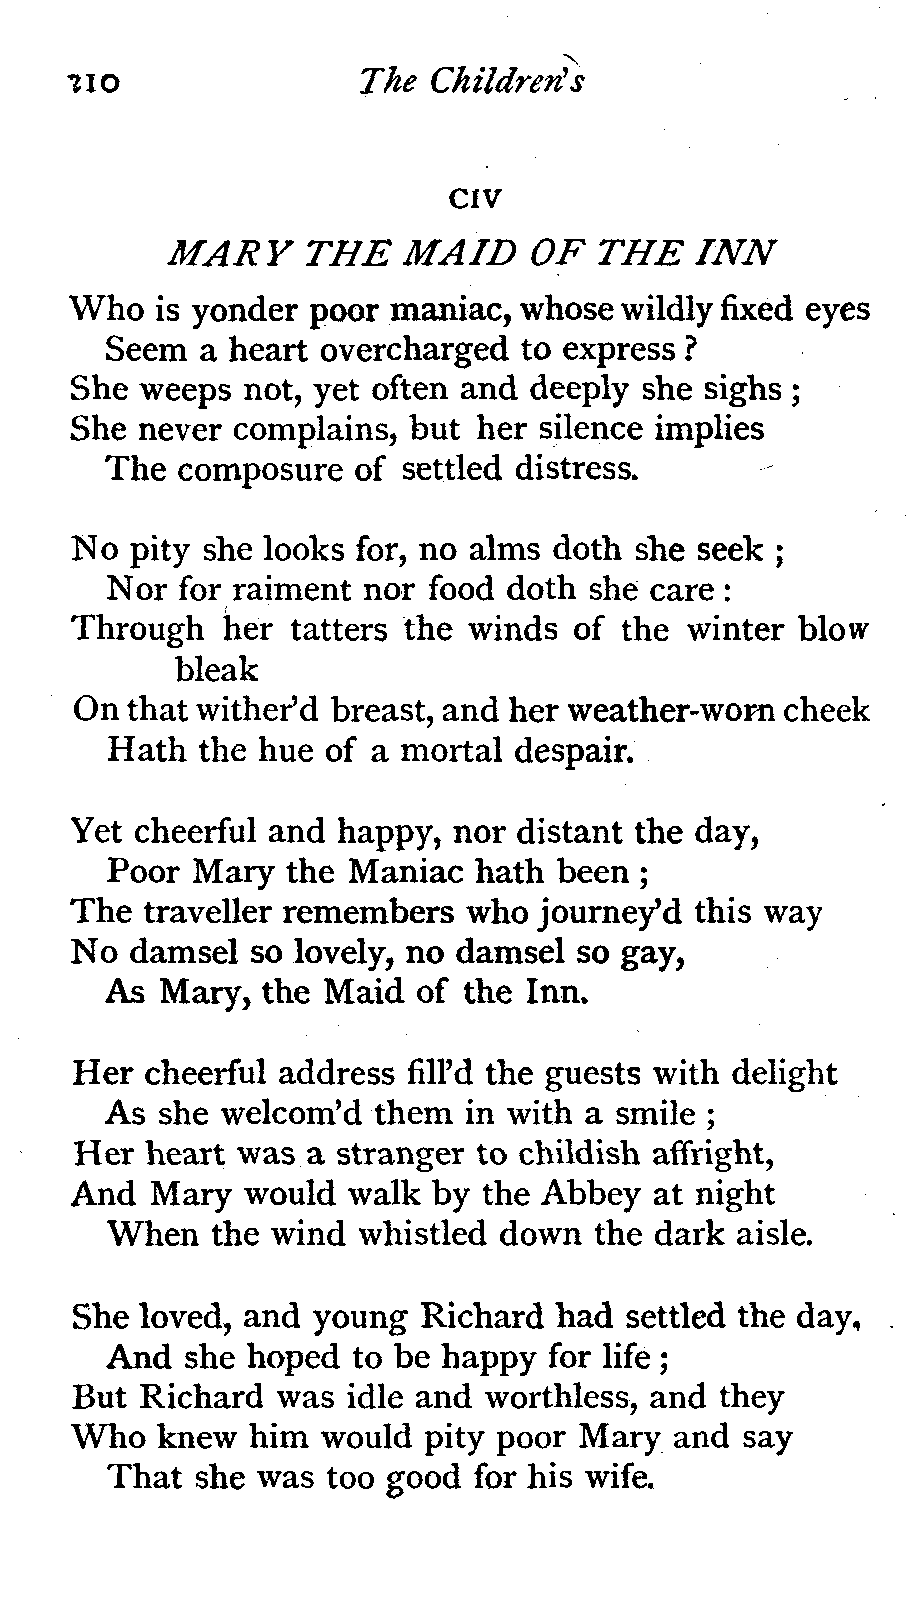 210 The Children's
CIV
MARY THE MAID OF THE INN
Who is yonder poor maniac, whose wildly fixed eyes
Seem a heart overcharged to express ?
She weeps not, yet often and deeply she sighs ;
She never complains, but her silence implies
The composure of settled distress.
No pity she looks for, no alms doth she seek ;
Nor for raiment nor food doth she care :
Through her tatters the winds of the winter blow
bleak
On that wither'd breast, and her weather-worn cheek
Hath the hue of a mortal despair.
Yet cheerful and happy, nor distant the day,
Poor Mary the Maniac hath been ;
The traveller remembers who journey'd this way
No damsel so lovely, no damsel so gay,
As Mary, the Maid of the Inn.
Her cheerful address fill'd the guests with delight
As she welcom'd them in with a smile ;
Her heart was a stranger to childish affright,
And Mary would walk by the Abbey at night
When the wind whistled down the dark aisle.
She loved, and young Richard had settled the day,
And she hoped to be happy for life ;
But Richard was idle and worthless, and they
Who knew him would pity poor Mary and say
That she was too good for his wife.